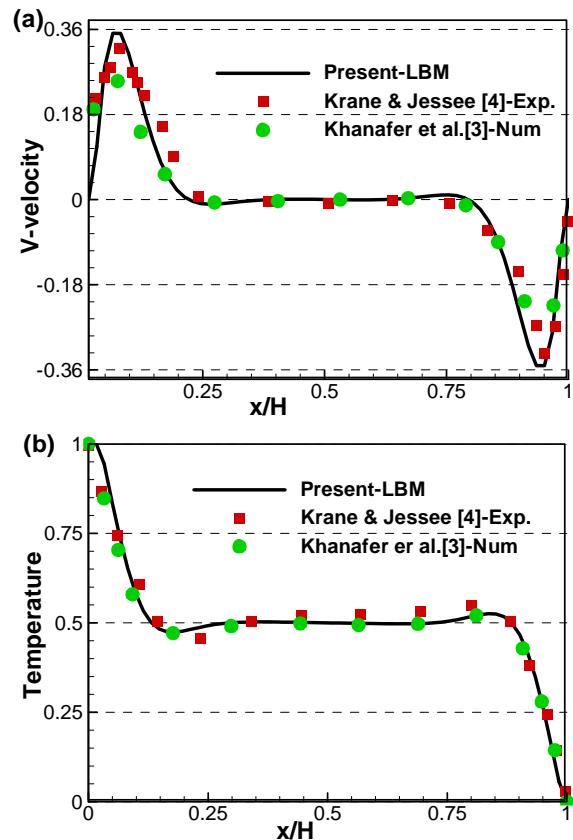 (a)
0.36
0.18
0
-0.18
-0.36
V-velocity
Present-LBM
Krane & Jessee [4]-Exp.
Khanafer et al.[3]-Num
0.25
0.5
0.75
1
x/H
(b)
1
0.75
0.5
0.25
0
Temperature
Present-LBM
Krane & Jessee [4]-Exp.
Khanafer er al.[3]-Num
0
0.25
0.5
0.75
1
x/H